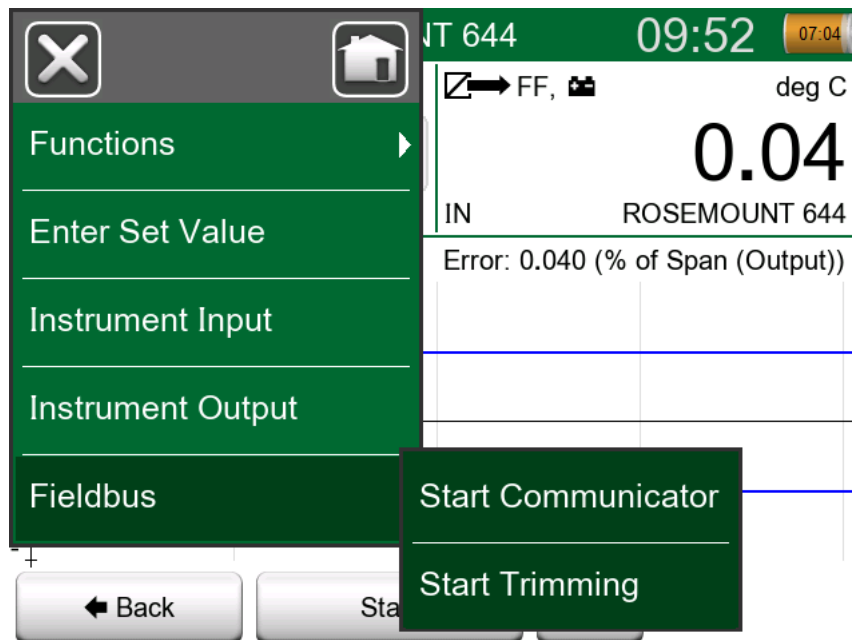 T 644
09:52
07:04
Functions
Enter Set Value
Instrument Input
Instrument Output
Fieldbus
Start Communicator
Start Trimming
FF,
deg C
0.04
IN
ROSEMOUNT 644
Error: 0.040 (% of Span (Output))
Back
Sta